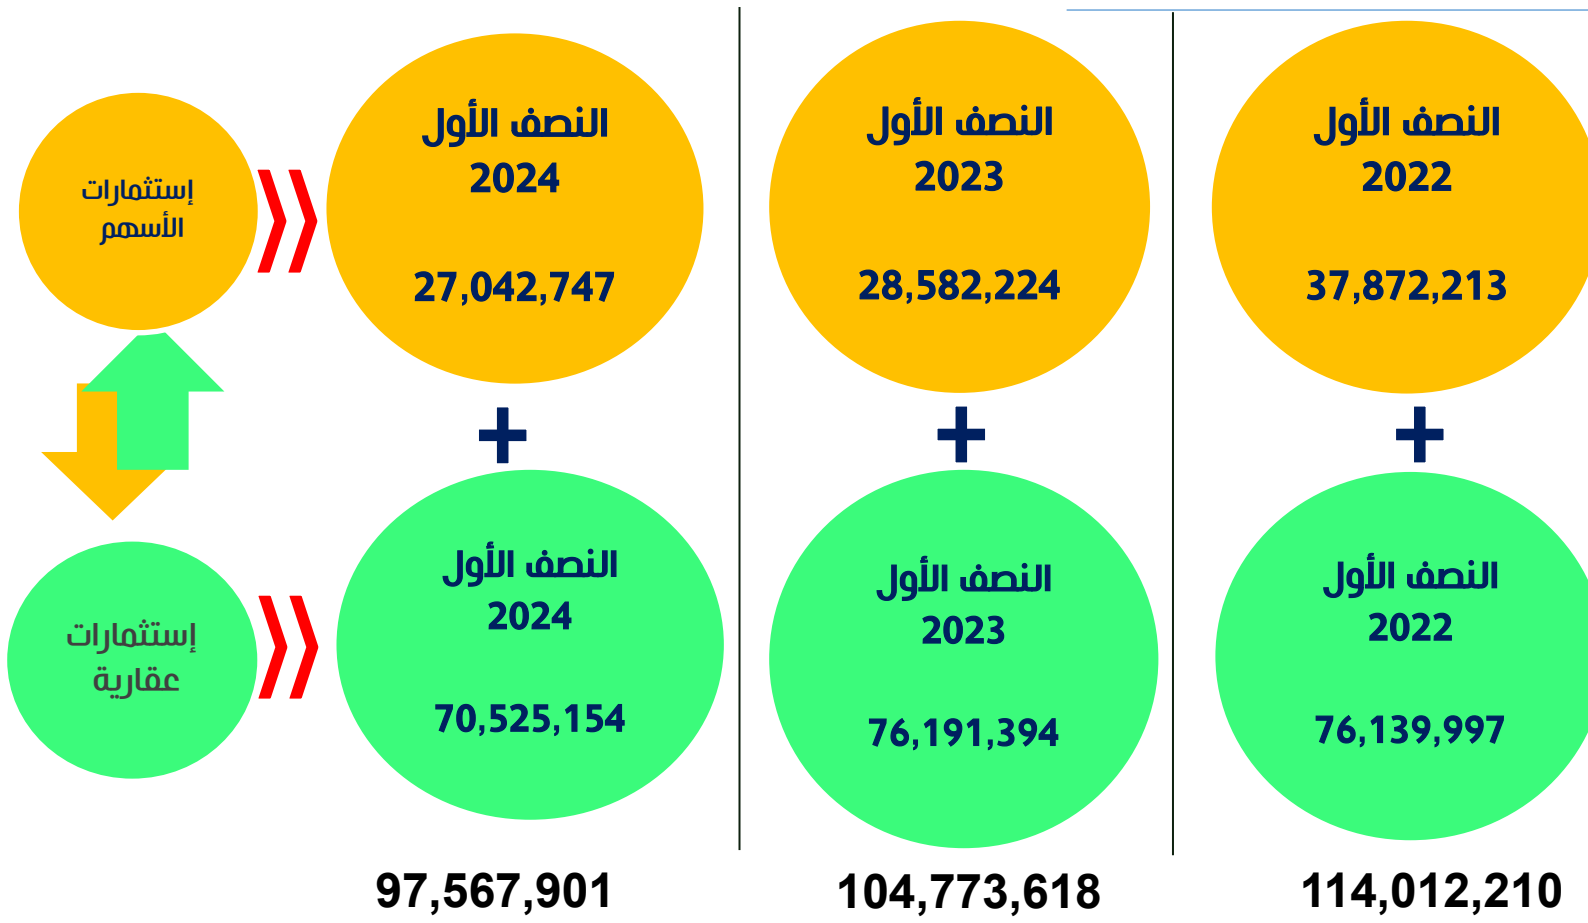 إستثمارات
الأسهم
النصف الأول
2024
27,042,747
النصف الأول
2023
28,582,224
النصف الأول
2022
37,872,213
+
+
+
إستثمارات
عقارية
النصف الأول
2024
70,525,154
النصف الأول
2023
76,191,394
النصف الأول
2022
76,139,997
97,567,901
104,773,618
114,012,210